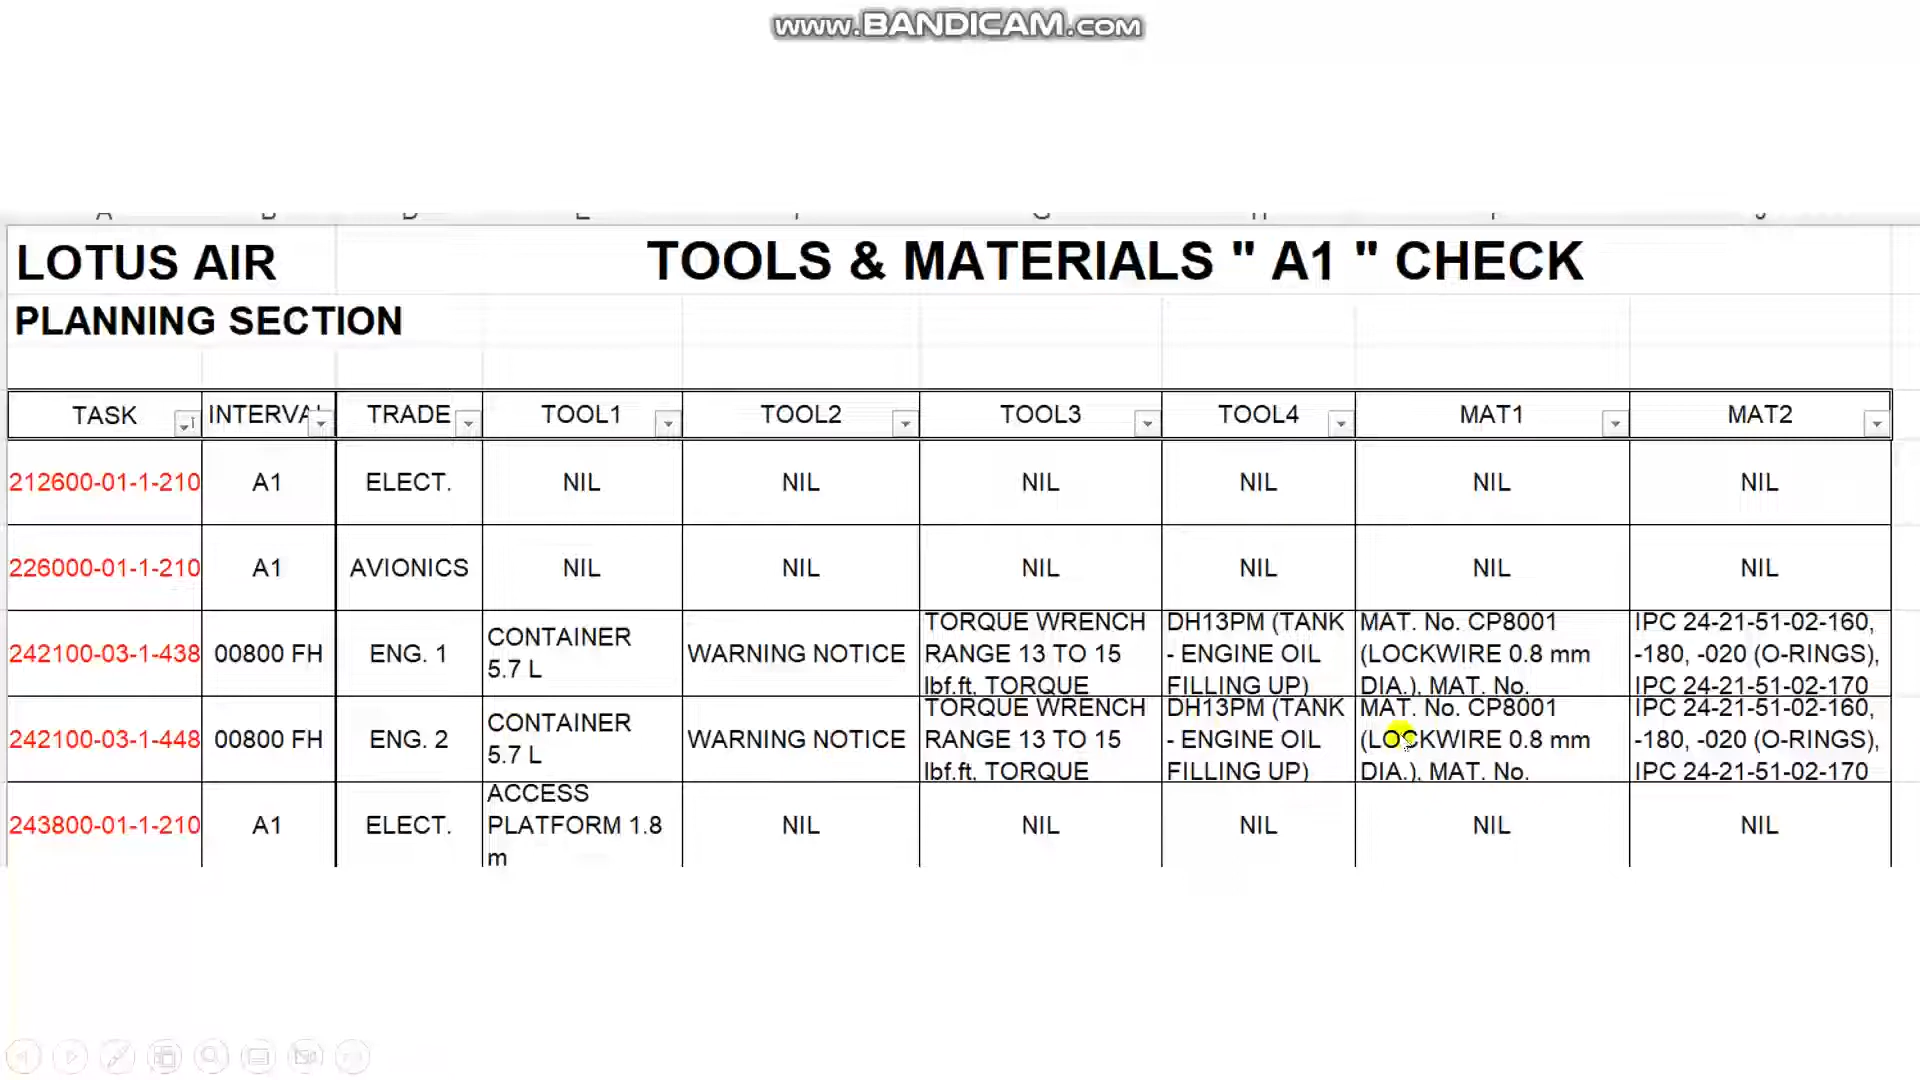 www.BANDICAM.com
LOTUS AIR
TOOLS & MATERIALS " A1 " CHECK
PLANNING SECTION
TASK INTERVAL TRADE TOOL1 TOOL2 TOOL3 TOOL4 MAT1 MAT2
212600-01-1-210 A1 ELECT. NIL NIL NIL NIL NIL NIL
226000-01-1-210 A1 AVIONICS NIL NIL NIL NIL NIL NIL
242100-03-1-438 00800 FH ENG. 1
CONTAINER
5.7 L
WARNING NOTICE
TORQUE WRENCH
RANGE 13 TO 15
lbf.ft, TORQUE
DH13PM (TANK
- ENGINE OIL
FILLING UP)
MAT. No. CP8001
(LOCKWIRE 0.8 mm
DIA.), MAT. No.
IPC 24-21-51-02-160,
-180, -020 (O-RINGS),
IPC 24-21-51-02-170
242100-03-1-448 00800 FH ENG. 2
CONTAINER
5.7 L
WARNING NOTICE
TORQUE WRENCH
RANGE 13 TO 15
lbf.ft, TORQUE
DH13PM (TANK
- ENGINE OIL
FILLING UP)
MAT. No. CP8001
(LOCKWIRE 0.8 mm
DIA.), MAT. No.
IPC 24-21-51-02-160,
-180, -020 (O-RINGS),
IPC 24-21-51-02-170
243800-01-1-210 A1 ELECT.
ACCESS
PLATFORM 1.8
m
NIL NIL NIL NIL NIL